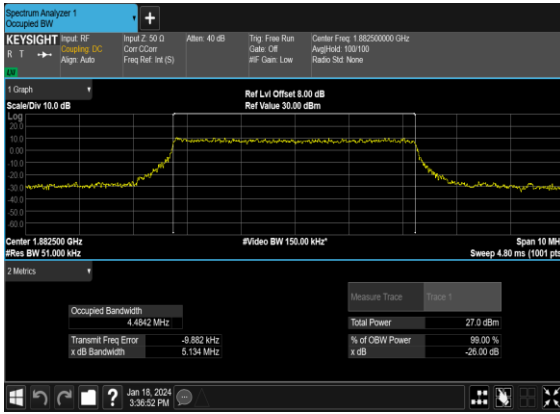 Spectrum Analyzer 1
Occupied BW
KEYSIGHT
R T
LW
Input: RF
Coupling: DC
Align: Auto
Input Z: 50 Ω
Corr CCorr
Freq Ref: Int (S)
Atten: 40 dB
Trig: Free Run
Gate: Off
#IF Gain: Low
Center Freq: 1.882500000 GHz
Avg|Hold: 100/100
Radio Std: None
1 Graph
Scale/Div 10.0 dB
Ref Lvl Offset 8.00 dB
Ref Value 30.00 dBm
Log
20.0
10.0
0.00
-10.0
-20.0
-30.0
-40.0
-50.0
-60.0
Center 1.882500 GHz
#Res BW 51.000 kHz
#Video BW 150.00 kHz*
Span 10 MH
Sweep 4.80 ms (1001 pts
2 Metrics
Measure Trace
Trace 1
Occupied Bandwidth
4.4842 MHz
Total Power
27.0 dBm
Transmit Freq Error
-9.882 kHz
% of OBW Power
99.00 %
x dB Bandwidth
5.134 MHz
x dB
-26.00 dB
?
Jan 18, 2024
3:36:52 PM